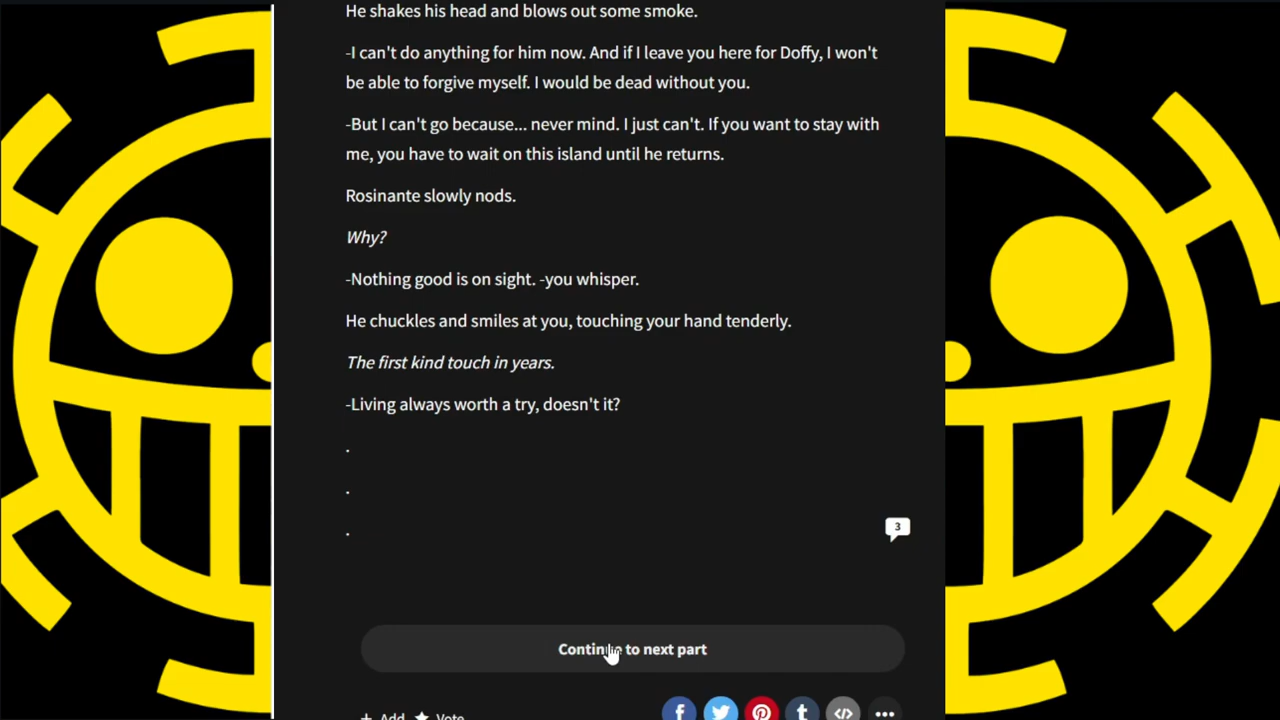 He shakes his head and blows out some smoke.
-I can't do anything for him now. And if I leave you here for Doffy, I won't
be able to forgive myself. I would be dead without you.
-But I can't go because... never mind. I just can't. If you want to stay with
me, you have to wait on this island until he returns.
Rosinante slowly nods.
Why?
-Nothing good is on sight. -you whisper.
He chuckles and smiles at you, touching your hand tenderly.
The first kind touch in years.
-Living always worth a try, doesn't it?
.
.
.
3
Continue to next part
+ Add ★ Vote